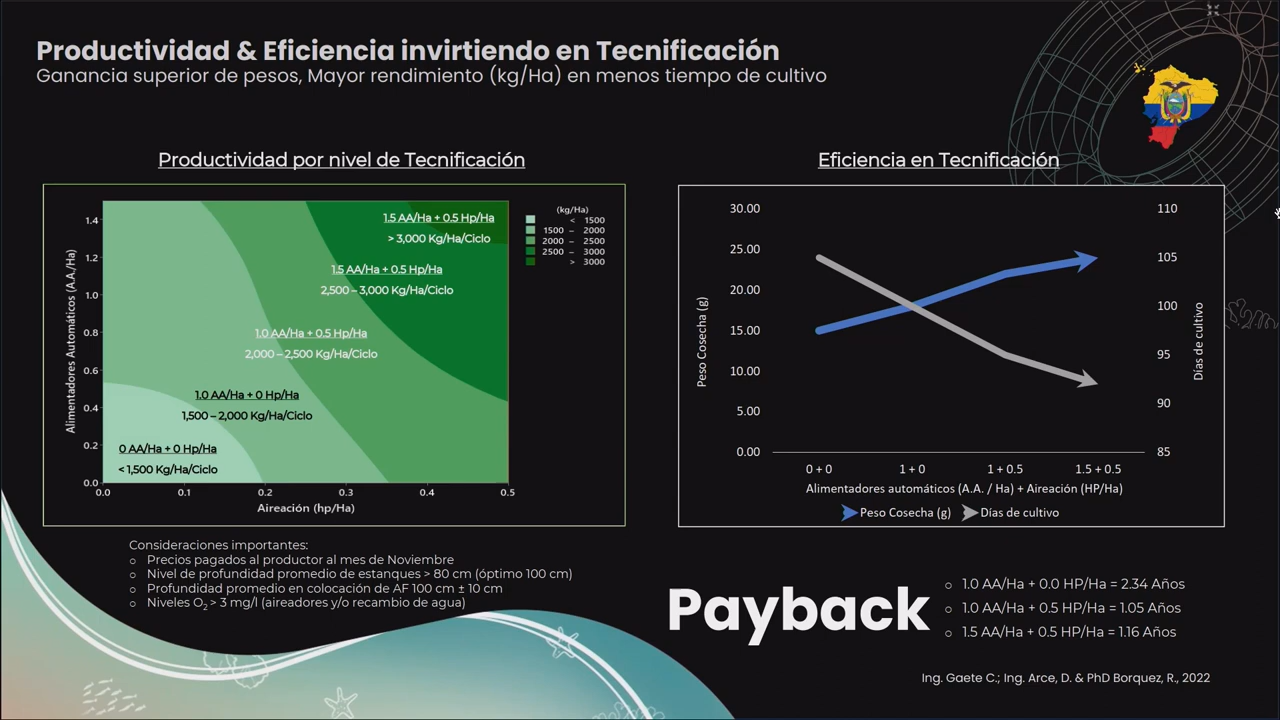 Productividad & Eficiencia invirtiendo en Tecnificación
Ganancia superior de pesos, Mayor rendimiento (kg/Ha) en menos tiempo de cultivo
Productividad por nivel de Tecnificación
Alimentadores Automáticos (A.A./Ha)
1.4
1.2
1.0
0.8
0.6
0.4
0.2
0.0
1.5 AA/Ha + 0.5 Hp/Ha
> 3,000 Kg/Ha/Ciclo
1.5 AA/Ha + 0.5 Hp/Ha
2,500 – 3,000 Kg/Ha/Ciclo
1.0 AA/Ha + 0.5 Hp/Ha
2,000 – 2,500 Kg/Ha/Ciclo
1.0 AA/Ha + 0 Hp/Ha
1,500 – 2,000 Kg/Ha/Ciclo
0 AA/Ha + 0 Hp/Ha
< 1,500 Kg/Ha/Ciclo
0.0 0.1 0.2 0.3 0.4 0.5
Aireación (hp/Ha)
(kg/Ha)
< 1500
1500 – 2000
2000 – 2500
2500 – 3000
> 3000
Consideraciones importantes:
o Precios pagados al productor al mes de Noviembre
o Nivel de profundidad promedio de estanques > 80 cm (óptimo 100 cm)
o Profundidad promedio en colocación de AF 100 cm ± 10 cm
o Niveles O2 > 3 mg/l (aireadores y/o recambio de agua)
Eficiencia en Tecnificación
Peso Cosecha (g)
30.00
25.00
20.00
15.00
10.00
5.00
0.00
110
105
100
95
90
85
Días de cultivo
0 + 0 1 + 0 1 + 0.5 1.5 + 0.5
Alimentadores automáticos (A.A. / Ha) + Aireación (HP/Ha)
Peso Cosecha (g) Días de cultivo
Payback
o 1.0 AA/Ha + 0.0 HP/Ha = 2.34 Años
o 1.0 AA/Ha + 0.5 HP/Ha = 1.05 Años
o 1.5 AA/Ha + 0.5 HP/Ha = 1.16 Años
Ing. Gaete C.; Ing. Arce, D. & PhD Borquez, R., 2022